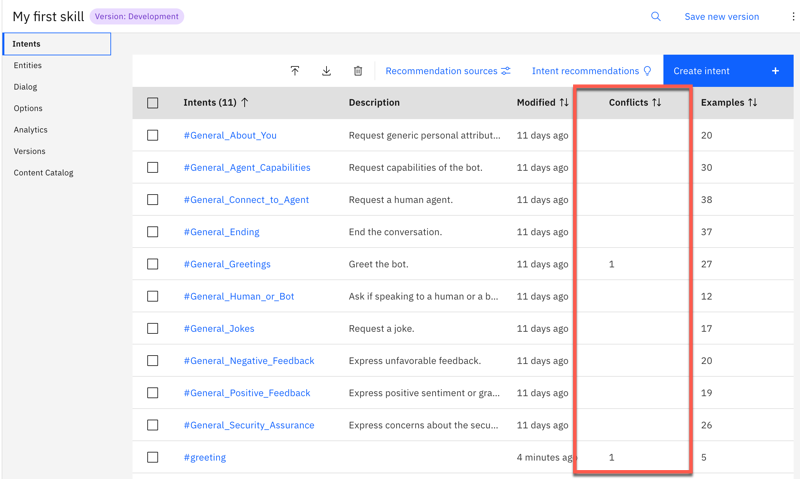 My first skill Version: Development Save new version
Intents
Entities
Dialog
Options
Analytics
Versions
Content Catalog
Recommendation sources Intent recommendations Create intent +
Intents (11) Description Modified Conflicts Examples
#General_About_You Request generic personal attribut... 11 days ago 20
#General_Agent_Capabilities Request capabilities of the bot. 11 days ago 30
#General_Connect_to_Agent Request a human agent. 11 days ago 38
#General_Ending End the conversation. 11 days ago 37
#General_Greetings Greet the bot. 11 days ago 1 27
#General_Human_or_Bot Ask if speaking to a human or a b... 11 days ago 12
#General_Jokes Request a joke. 11 days ago 17
#General_Negative_Feedback Express unfavorable feedback. 11 days ago 20
#General_Positive_Feedback Express positive sentiment or gra... 11 days ago 19
#General_Security_Assurance Express concerns about the secu... 11 days ago 26
#greeting 4 minutes ago 1 5